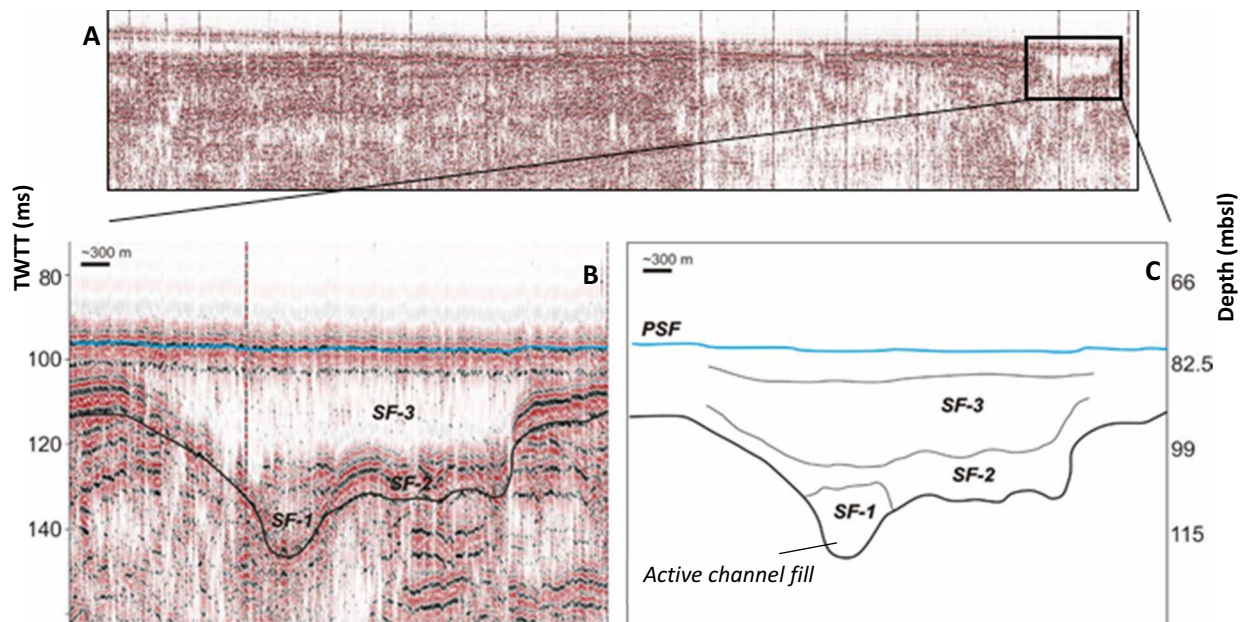 A
TWTT (ms)
~300 m
B
80
100
120
140
SF-3
SF-2
SF-1
~300 m
C
PSF
SF-3
SF-2
SF-1
Active channel fill
66
82.5
99
115
Depth (mbsl)